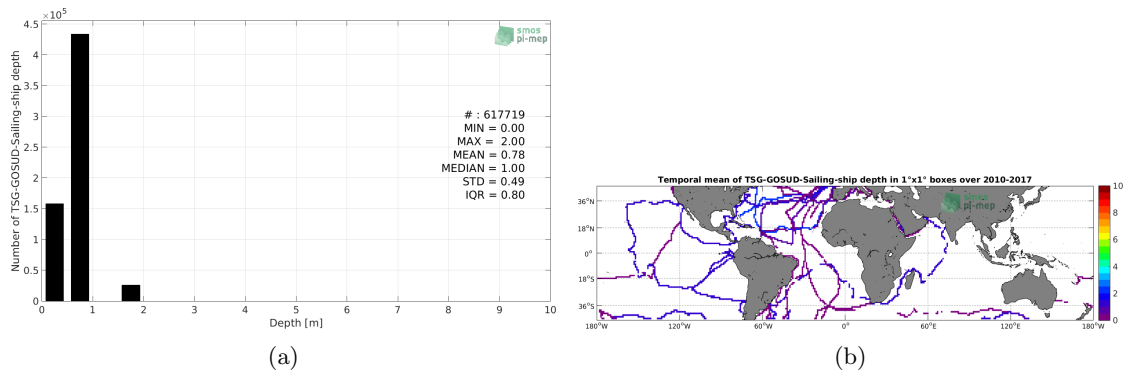 ×10⁵
4.5
4
3.5
3
2.5
2
1.5
1
0.5
0
Number of TSG-GOSUD-Sailing-ship depth
smos
pi-mep
# : 617719
MIN = 0.00
MAX = 2.00
MEAN = 0.78
MEDIAN = 1.00
STD = 0.49
IQR = 0.80
0 1 2 3 4 5 6 7 8 9 10
Depth [m]
(a)
Temporal mean of TSG-GOSUD-Sailing-ship depth in 1°x1° boxes over 2010-2017
smos
pi-mep
36°N
18°N
0°
18°S
36°S
180°W 120°W 60°W 0° 60°E 120°E 180°W
10
8
6
4
2
0
(b)